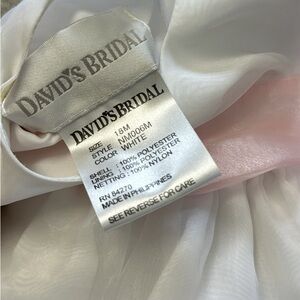 DAVID'S BRIDAL
DAVID'S BRIDAL
SIZE 18M
STYLE NM006M
COLOR WHITE
SHELL :100% POLYESTER
LINING :100% POLYESTER
NETTING :100% NYLON
RN 84270
MADE IN PHILIPPINES
SEE REVERSE FOR CARE